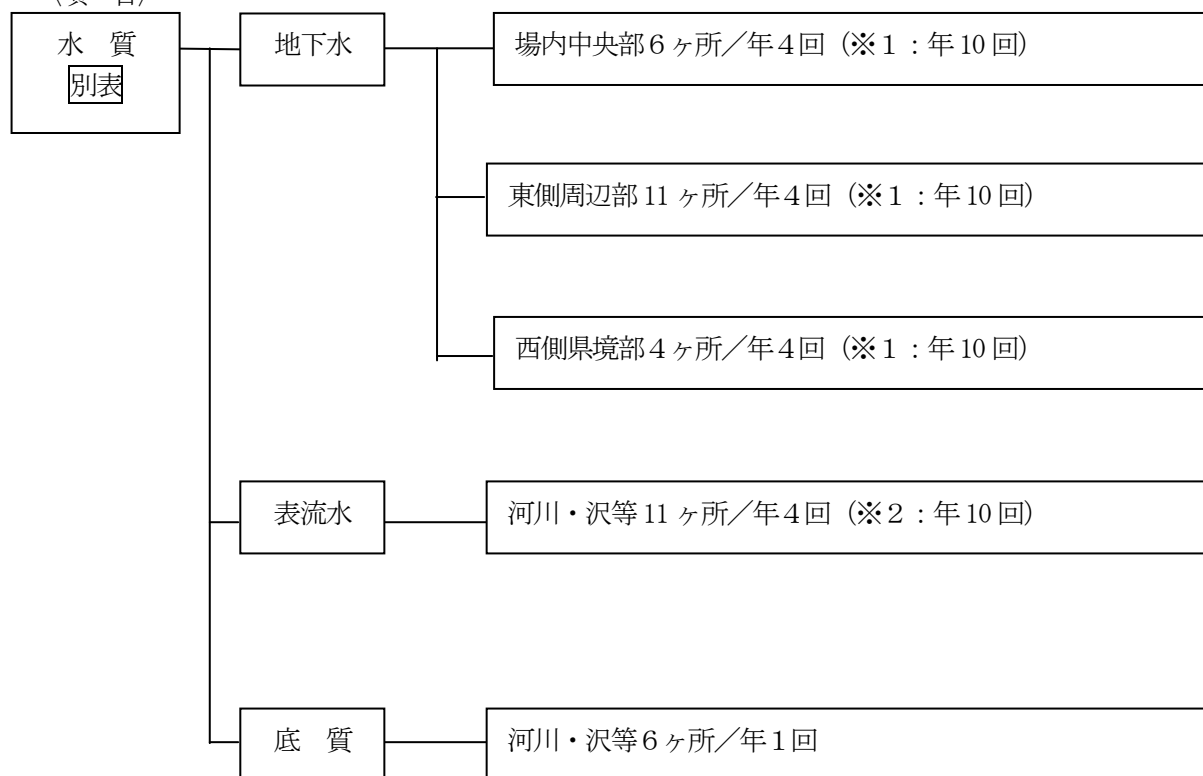 水　質
別表
地下水
場内中央部６ヶ所／年４回（※１：年10回）
東側周辺部11ヶ所／年４回（※１：年10回）
西側県境部４ヶ所／年４回（※１：年10回）
表流水
河川・沢等11ヶ所／年４回（※２：年10回）
底　質
河川・沢等６ヶ所／年１回